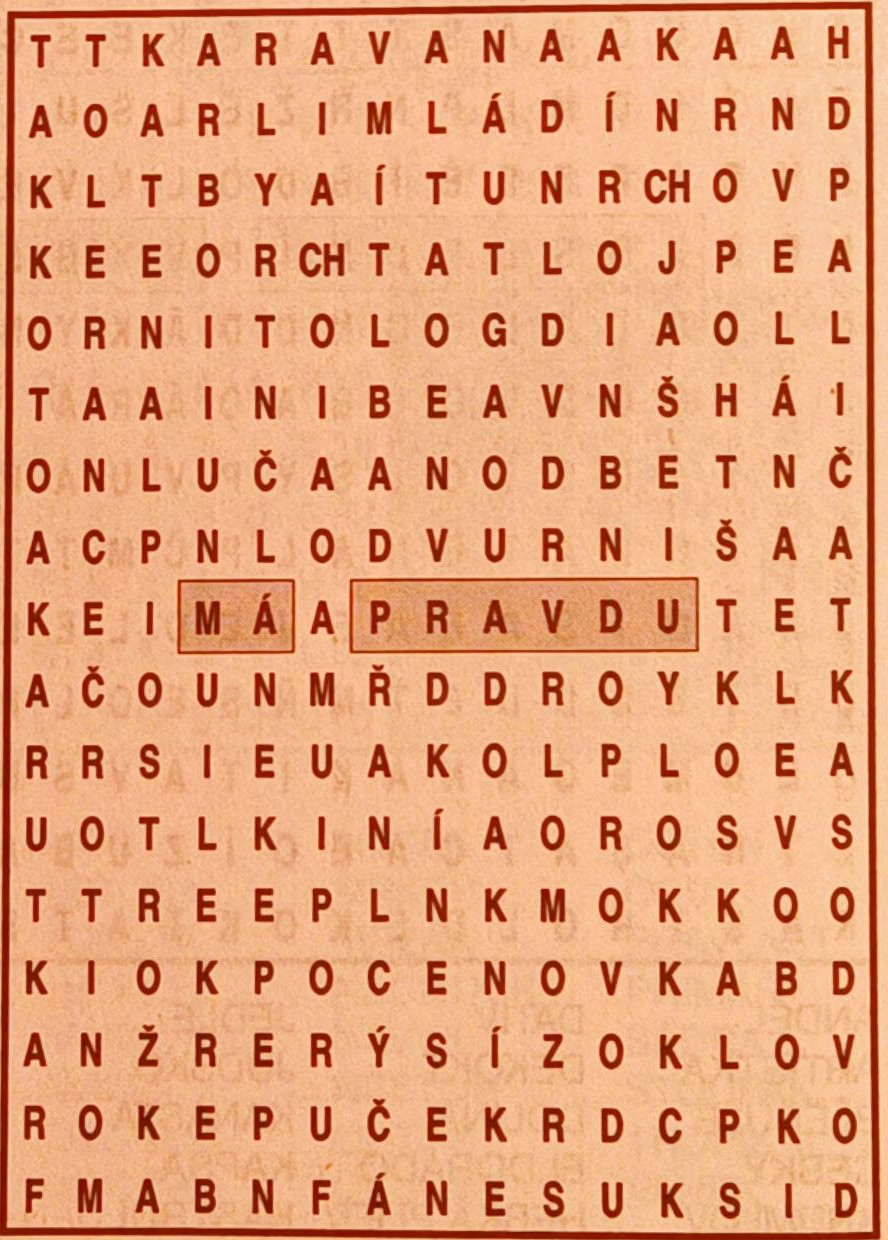 T T K A R A V A N A A K A A H
A O A R L I M L Á D Í N R N D
K L T B Y A Í T U N R CH O V P
K E E O R CH T A T L O J P E A
O R N I T O L O G D I A O L L
T A A I N I B E A V N Š H Á I
O N L U Č A A N O D B E T N Č
A C P N L O D V U R N I Š A A
K E I M Á A P R A V D U T E T
A Č O U N M Ř D D R O Y K L K
R R S I E U A K O L P L O E A
U O T L K I N Í A O R O S V S
T T R E E P L N K M O K K O O
K I O K P O C E N O V K A B D
A N Ž R E R Ý S Í Z O K L O V
R O K E P U Č E K R D C P K O
F M A B N F Á N E S U K S I D